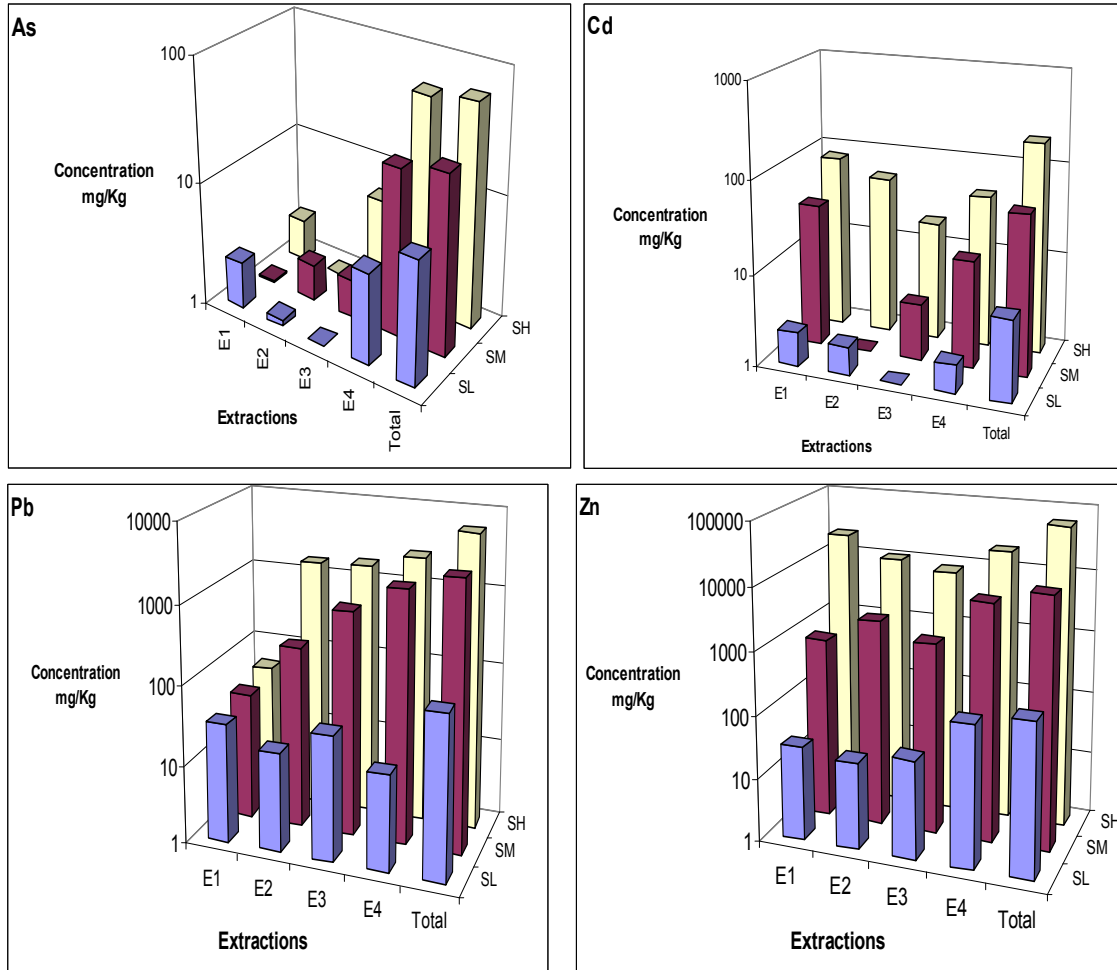 As
100
10
1
Concentration
mg/Kg
E1
E2
E3
E4
Total
Extractions
SL
SM
SH
Cd
1000
100
10
1
Concentration
mg/Kg
E1
E2
E3
E4
Total
Extractions
SL
SM
SH
Pb
10000
1000
100
10
1
Concentration
mg/Kg
E1
E2
E3
E4
Total
Extractions
SL
SM
SH
Zn
100000
10000
1000
100
10
1
Concentration
mg/Kg
E1
E2
E3
E4
Total
Extractions
SL
SM
SH